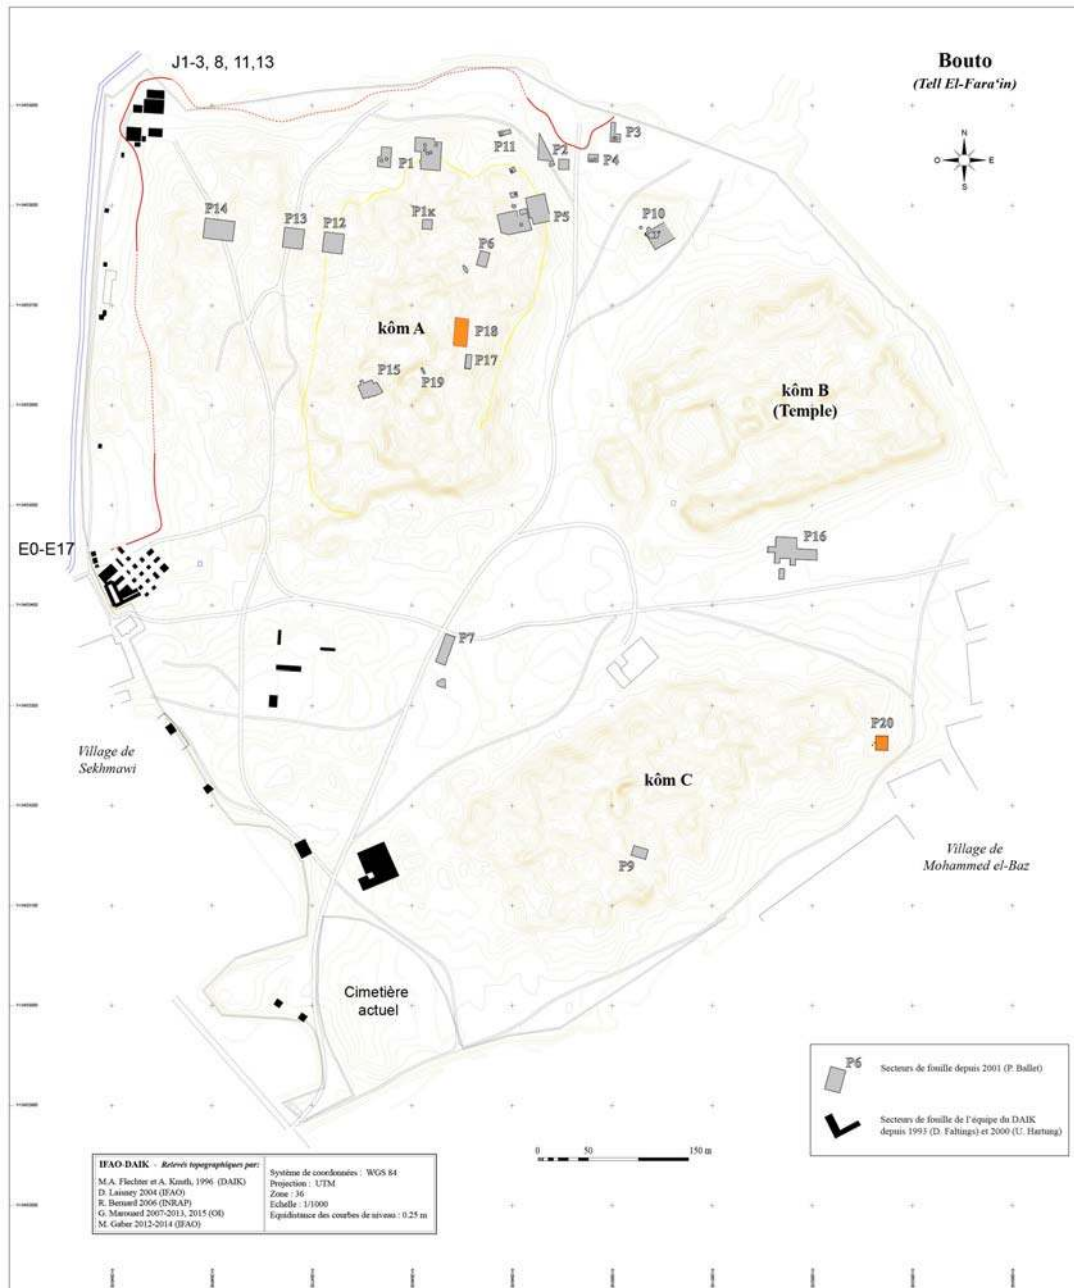 J1-3, 8, 11,13
Bouto
(Tell El-Fara‘in)
N
O
E
S
P3
P11
P2
P4
P1
P14
P13
P12
P1x
P5
P10
P6
kôm A
P18
P17
P15
P19
kôm B
(Temple)
E0-E17
P16
P7
P20
Village de
Sekhmawi
kôm C
P9
Village de
Mohammed el-Baz
Cimetière
actuel
P6
Secteurs de fouille depuis 2001 (P. Ballet)
Secteurs de fouille de l’équipe du DAIK
depuis 1993 (D. Faltings) et 2000 (U. Hartung)
0 50 150 m
IFAO-DAIK - Relevés topographiques par:
M.A. Flechter et A. Knuth, 1996 (DAIK)
D. Laisney 2004 (IFAO)
R. Bernard 2006 (INRAP)
G. Marouard 2007-2013, 2015 (OI)
M. Gaber 2012-2014 (IFAO)
Système de coordonnées : WGS 84
Projection : UTM
Zone : 36
Echelle : 1/1000
Equidistance des courbes de niveau : 0.25 m